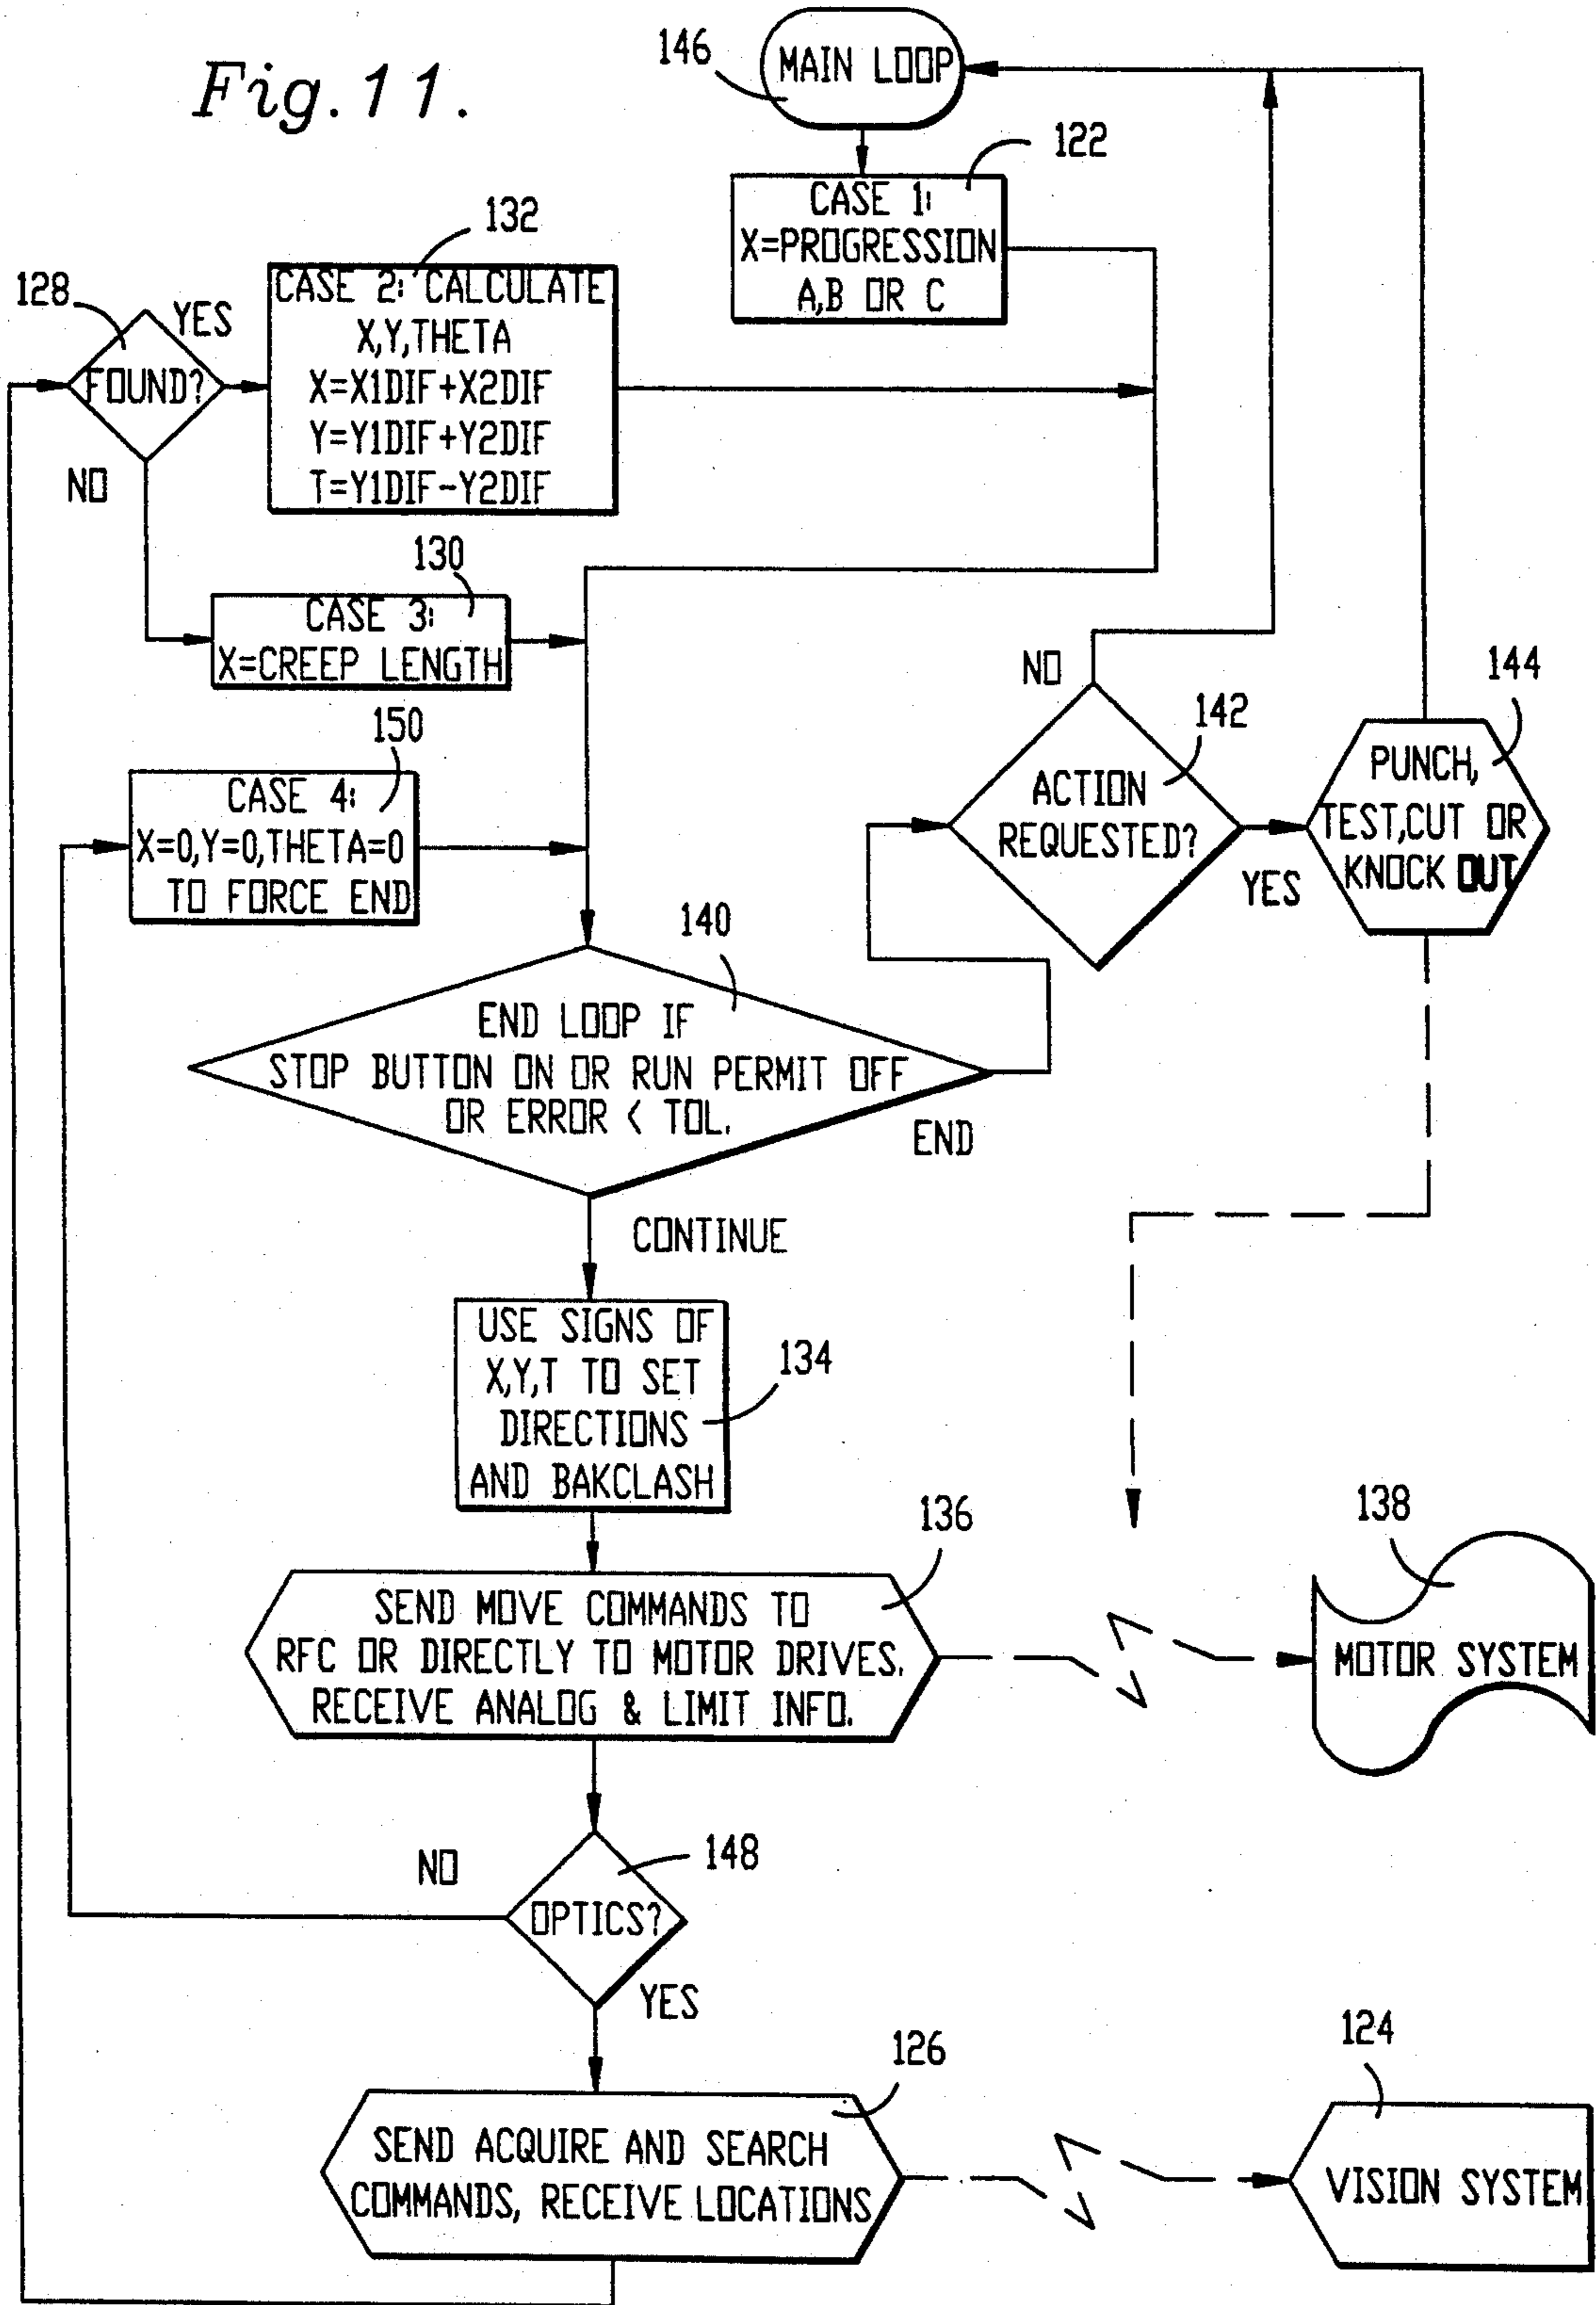 Fig. 11.
146
MAIN LOOP
122
CASE 1:
X=PROGRESSION
A,B OR C
132
CASE 2: CALCULATE
X,Y,THETA
X=X1DIF+X2DIF
Y=Y1DIF+Y2DIF
T=Y1DIF-Y2DIF
128
YES
FOUND?
NO
130
CASE 3:
X=CREEP LENGTH
150
CASE 4:
X=0,Y=0,THETA=0
TO FORCE END
NO
142
ACTION
REQUESTED?
YES
144
PUNCH,
TEST,CUT OR
KNOCK OUT
140
END LOOP IF
STOP BUTTON ON OR RUN PERMIT OFF
OR ERROR < TOL.
END
CONTINUE
USE SIGNS OF
X,Y,T TO SET
DIRECTIONS
AND BAKCLASH
134
136
SEND MOVE COMMANDS TO
RFC OR DIRECTLY TO MOTOR DRIVES.
RECEIVE ANALOG & LIMIT INFO.
138
MOTOR SYSTEM
NO
148
OPTICS?
YES
126
SEND ACQUIRE AND SEARCH
COMMANDS, RECEIVE LOCATIONS
124
VISION SYSTEM